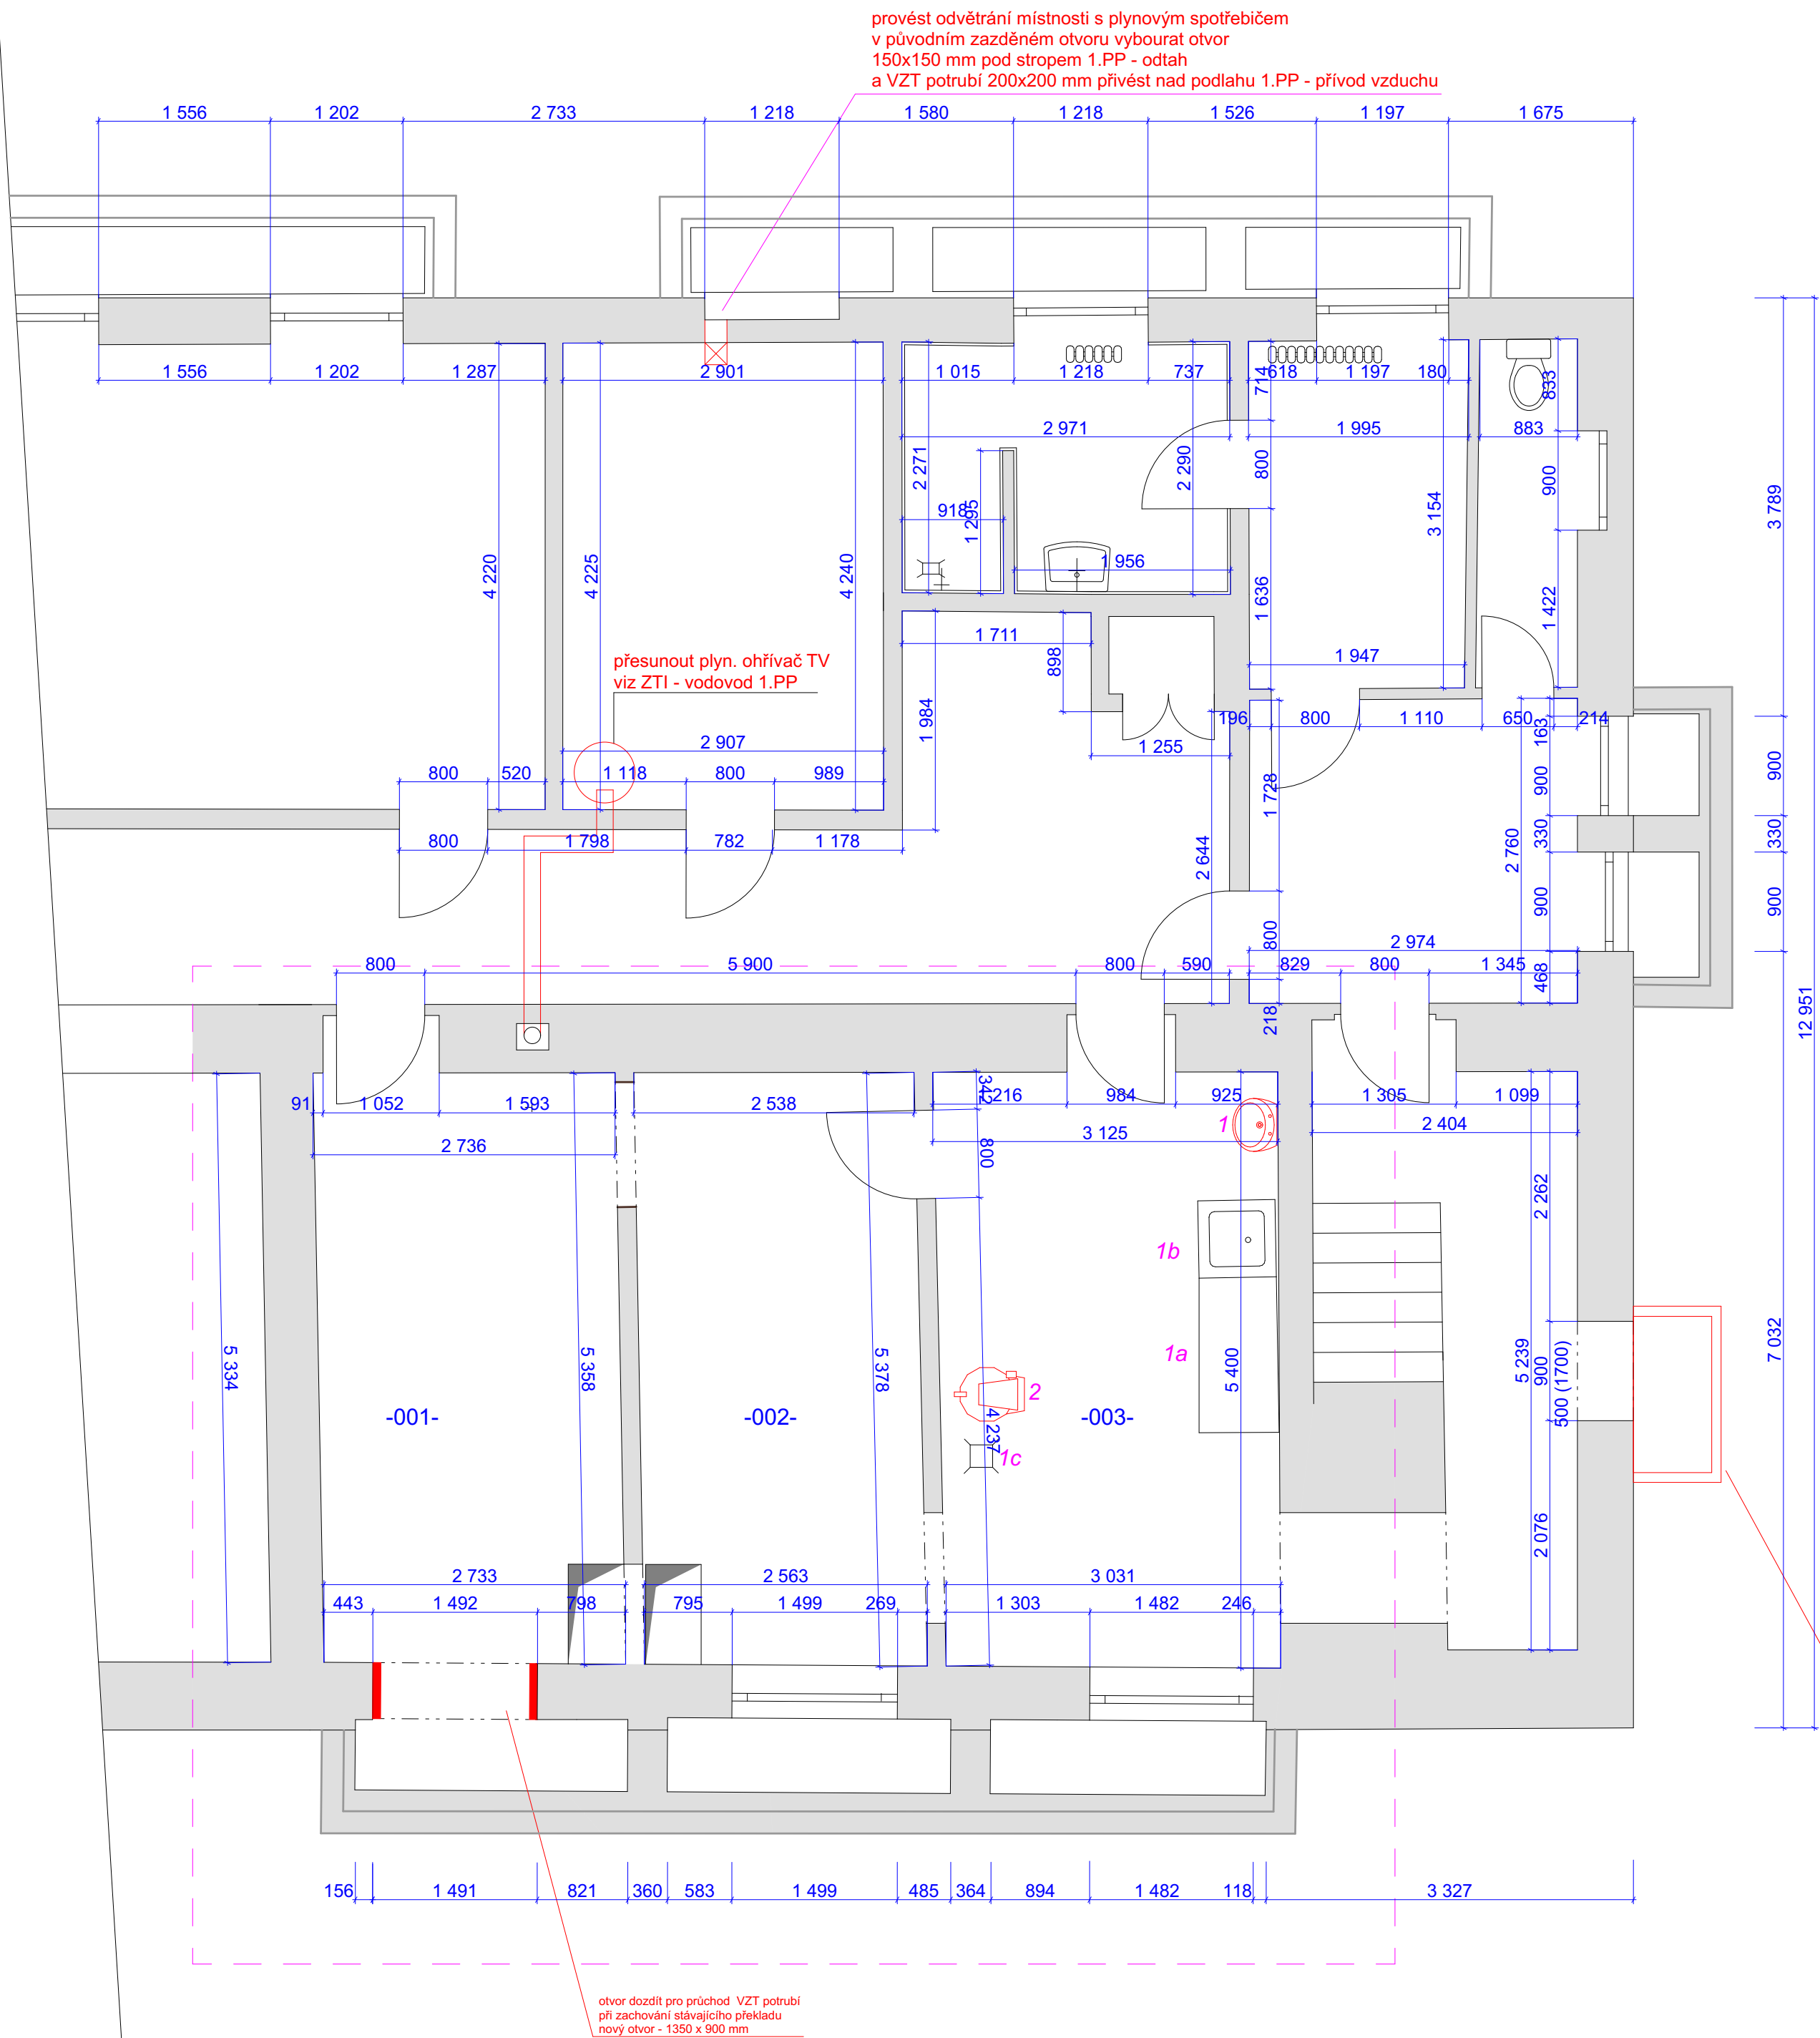 provést odvětrání místnosti s plynovým spotřebičem
v původním zazděném otvoru vybourat otvor
150x150 mm pod stropem 1.PP - odtah
a VZT potrubí 200x200 mm přivést nad podlahu 1.PP - přívod vzduchu
1 556 1 202 2 733 1 218 1 580 1 218 1 526 1 197 1 675
1 556 1 202 1 287 2 901 1 015 1 218 737 618 1 197 180
714
833
2 971 1 995 883
2 271 2 290 800 900
918 1 295 3 154
3 789
4 220 4 225 4 240 1 956 1 636 1 422
1 711
898
1 947
přesunout plyn. ohřívač TV
viz ZTI - vodovod 1.PP
1 984
196 800 1 110 650 214
163
2 907 1 255
800 520 1 118 800 989 1 728 900 900
800 1 798 782 1 178 2 644 2 760 330 330
900 900
800 5 900 800 590 800 829 2 974 800 1 345 468
218
12 951
91 1 052 1 593 2 538 342 1 216 984 925 1 1 305 1 099
2 736 800 3 125 2 404
2 262
1b
5 334 5 358 5 378 5 400 1a 5 239 900 500 (1700) 7 032
2
-001- -002- 4 237 -003-
1c
2 076
2 733 2 563 3 031
443 1 492 798 795 1 499 269 1 303 1 482 246
156 1 491 821 360 583 1 499 485 364 894 1 482 118 3 327
otvor dozdít pro průchod VZT potrubí
při zachování stávajícího překladu
nový otvor - 1350 x 900 mm